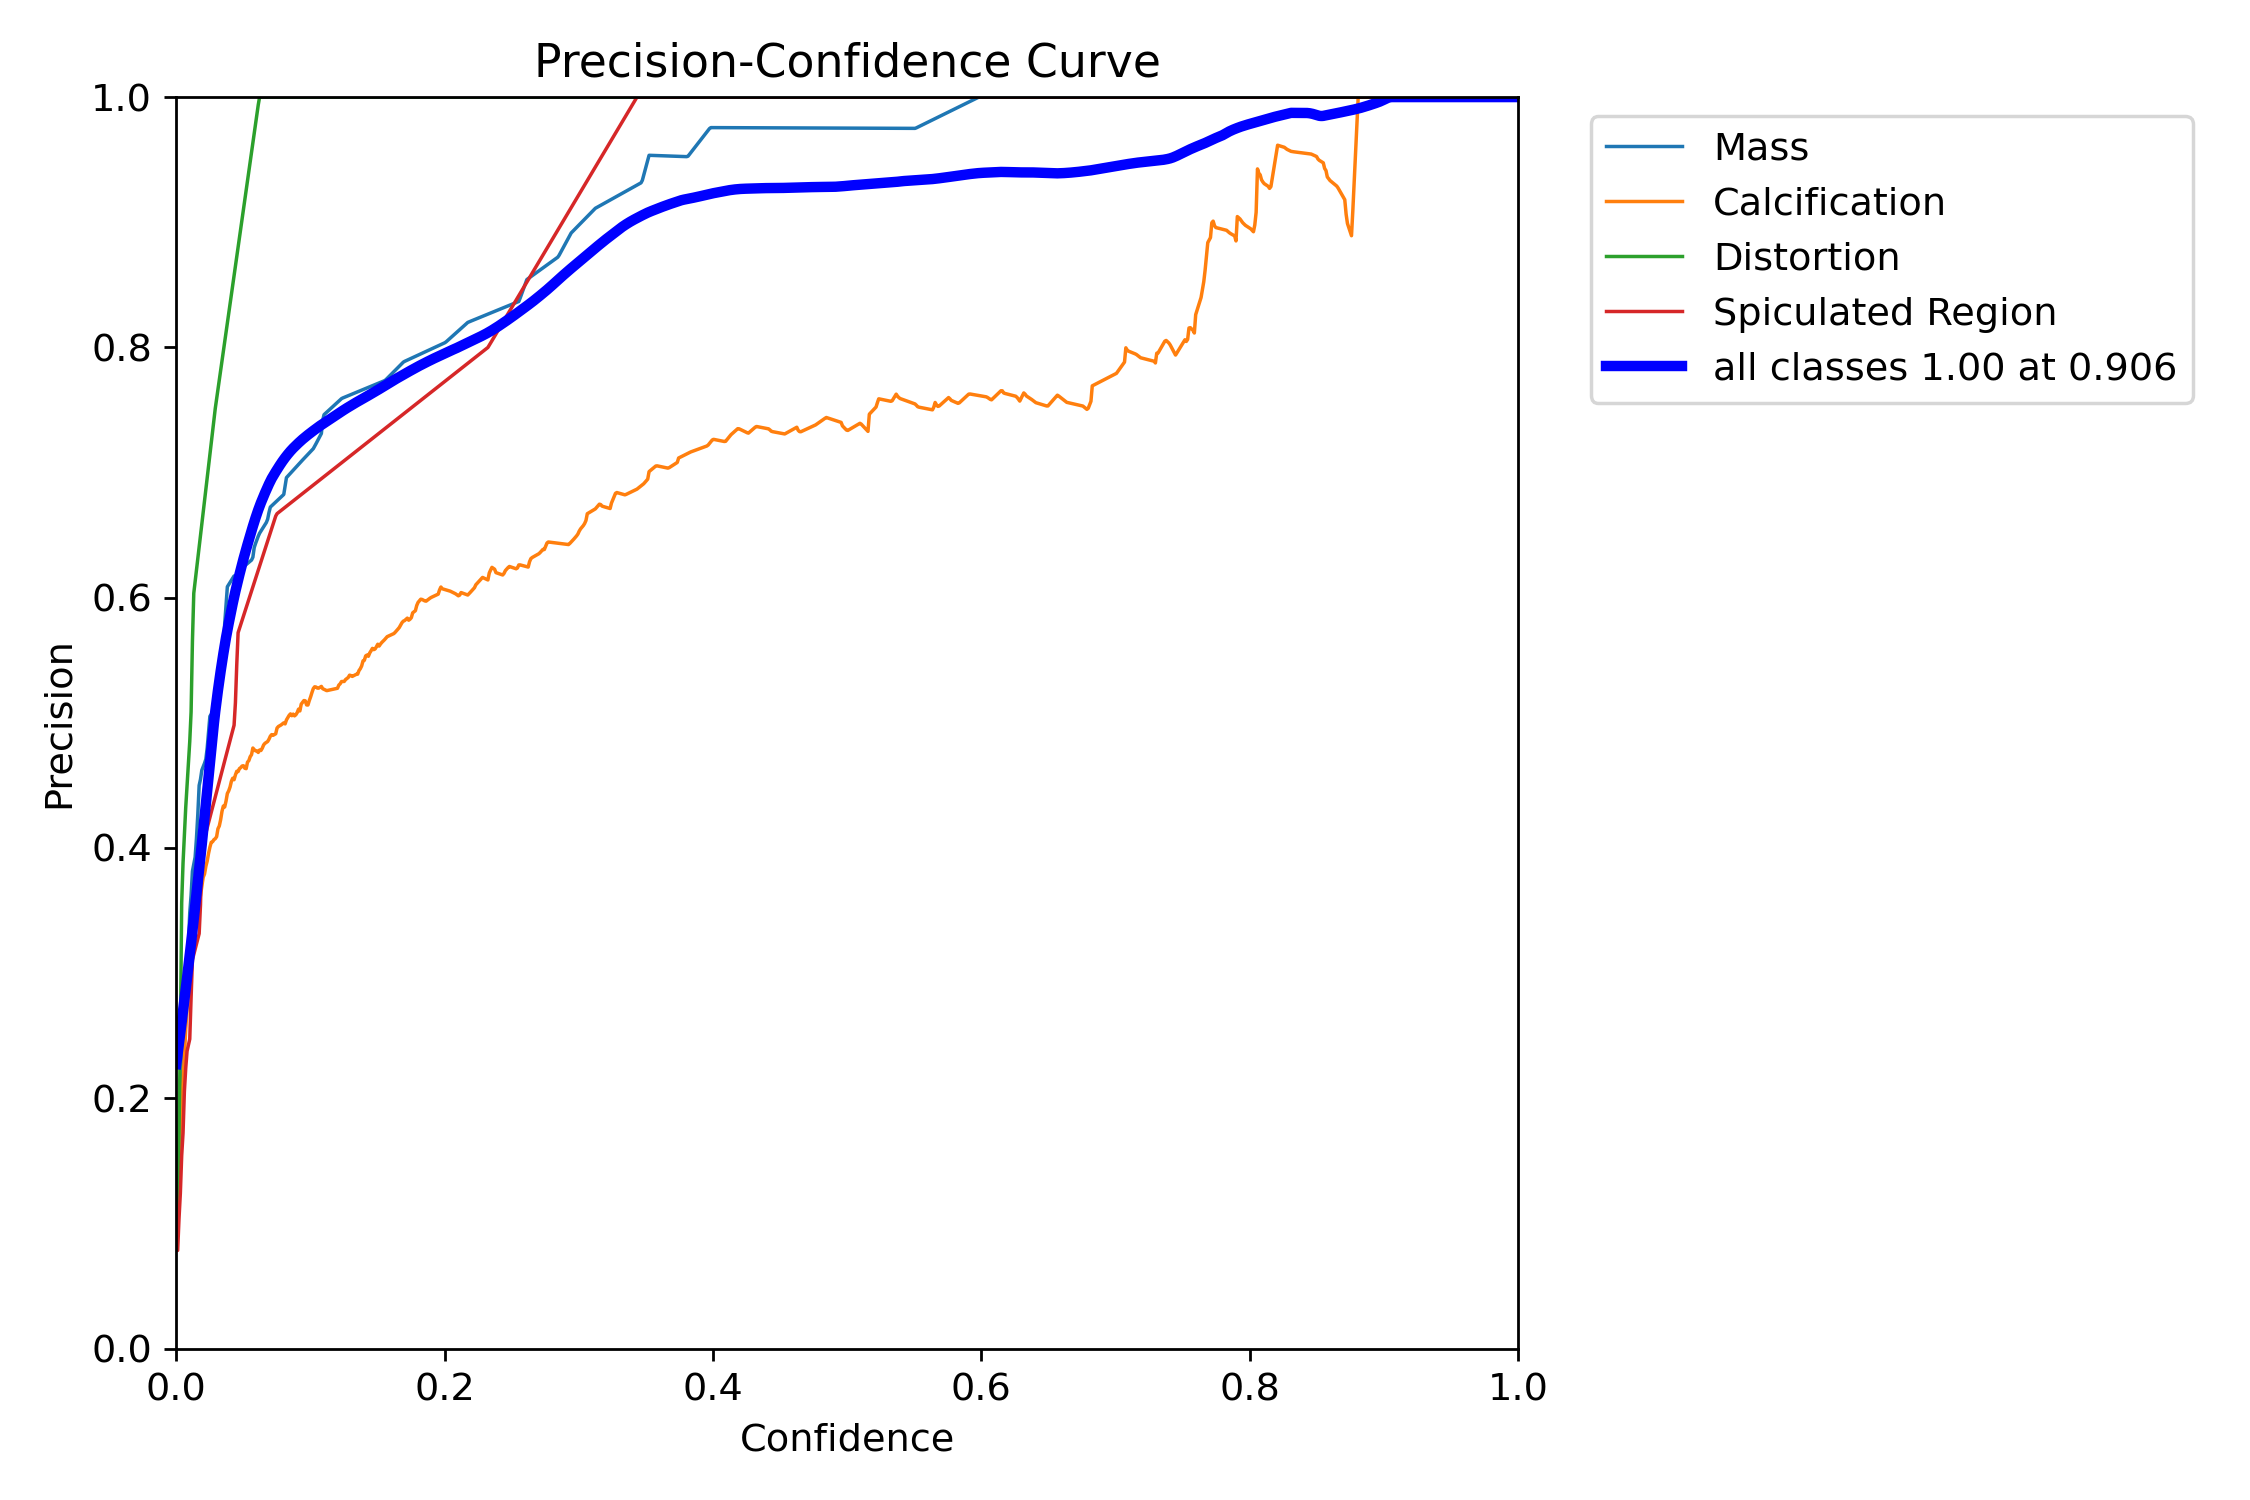 Precision-Confidence Curve
1.0
0.8
0.6
0.4
0.2
0.0
Precision
0.0 0.2 0.4 0.6 0.8 1.0
Confidence
Mass
Calcification
Distortion
Spiculated Region
all classes 1.00 at 0.906